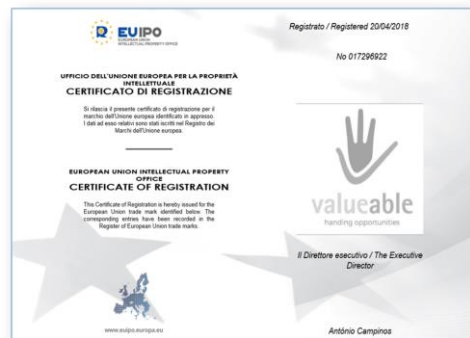 EUIPO
EUROPEAN UNION
INTELLECTUAL PROPERTY OFFICE
UFFICIO DELL'UNIONE EUROPEA PER LA PROPRIETÀ
INTELLETTUALE
CERTIFICATO DI REGISTRAZIONE
Si rilascia il presente certificato di registrazione per il
marchio dell'Unione europea identificato in appresso.
I dati ad esso relativi sono stati iscritti nel Registro dei
Marchi dell'Unione europea.
EUROPEAN UNION INTELLECTUAL PROPERTY
OFFICE
CERTIFICATE OF REGISTRATION
This Certificate of Registration is hereby issued for the
European Union trade mark identified below. The
corresponding entries have been recorded in the
Register of European Union trade marks.
www.euipo.europa.eu
Registrato / Registered 20/04/2018
No 017296922
valueable
handing opportunities
Il Direttore esecutivo / The Executive
Director
António Campinos